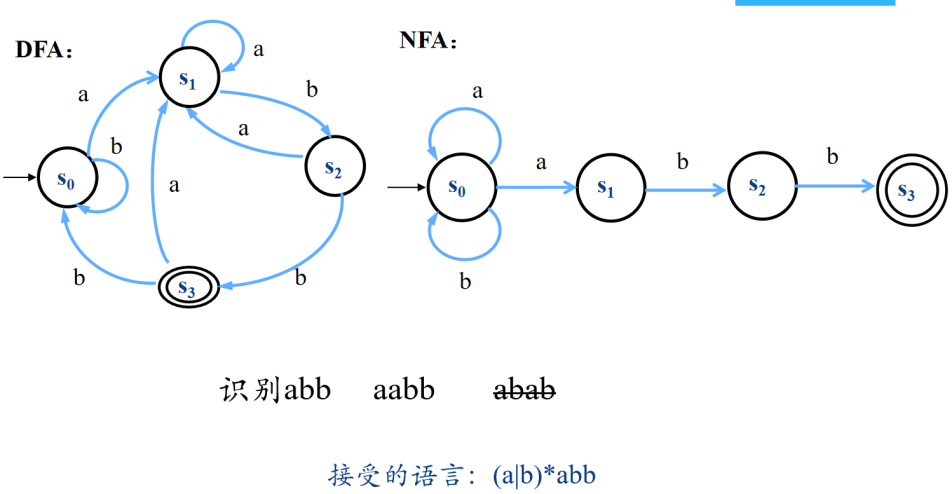 DFA：
NFA：
s₁
a
a
b
a
b
s₀
s₂
a
b
b
s₃
a
s₀
a
s₁
b
s₂
b
s₃
b
识别abb aabb abab
接受的语言：(a|b)*abb